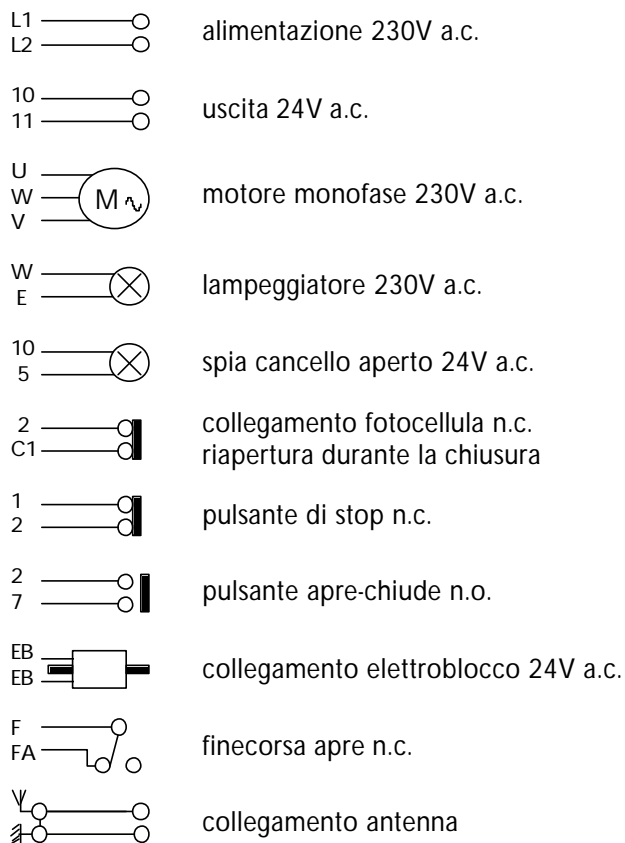 L1
L2
alimentazione 230V a.c.
10
11
uscita 24V a.c.
U
W
V
M
motore monofase 230V a.c.
W
E
lampeggiatore 230V a.c.
10
5
spia cancello aperto 24V a.c.
2
C1
collegamento fotocellula n.c.
riapertura durante la chiusura
1
2
pulsante di stop n.c.
2
7
pulsante apre-chiude n.o.
EB
EB
collegamento elettroblocco 24V a.c.
F
FA
finecorsa apre n.c.
collegamento antenna